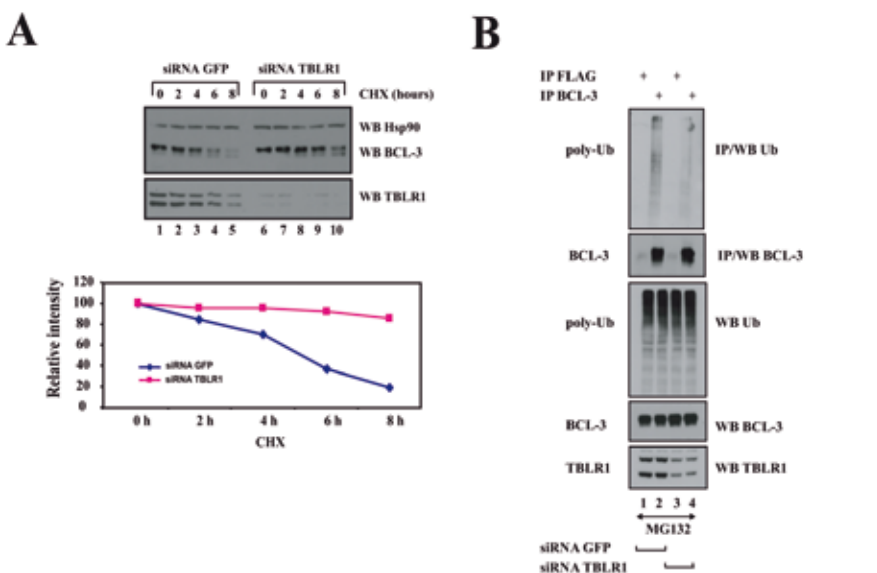 A
siRNA GFP siRNA TBLR1
0 2 4 6 8 0 2 4 6 8 CHX (hours)
WB Hsp90
WB BCL-3
WB TBLR1
1 2 3 4 5 6 7 8 9 10
Relative intensity
120
100
80
60
40
20
0
siRNA GFP
siRNA TBLR1
0 h 2 h 4 h 6 h 8 h
CHX
B
IP FLAG + +
IP BCL-3 + +
poly-Ub IP/WB Ub
BCL-3 IP/WB BCL-3
poly-Ub WB Ub
BCL-3 WB BCL-3
TBLR1 WB TBLR1
1 2 3 4
MG132
siRNA GFP
siRNA TBLR1